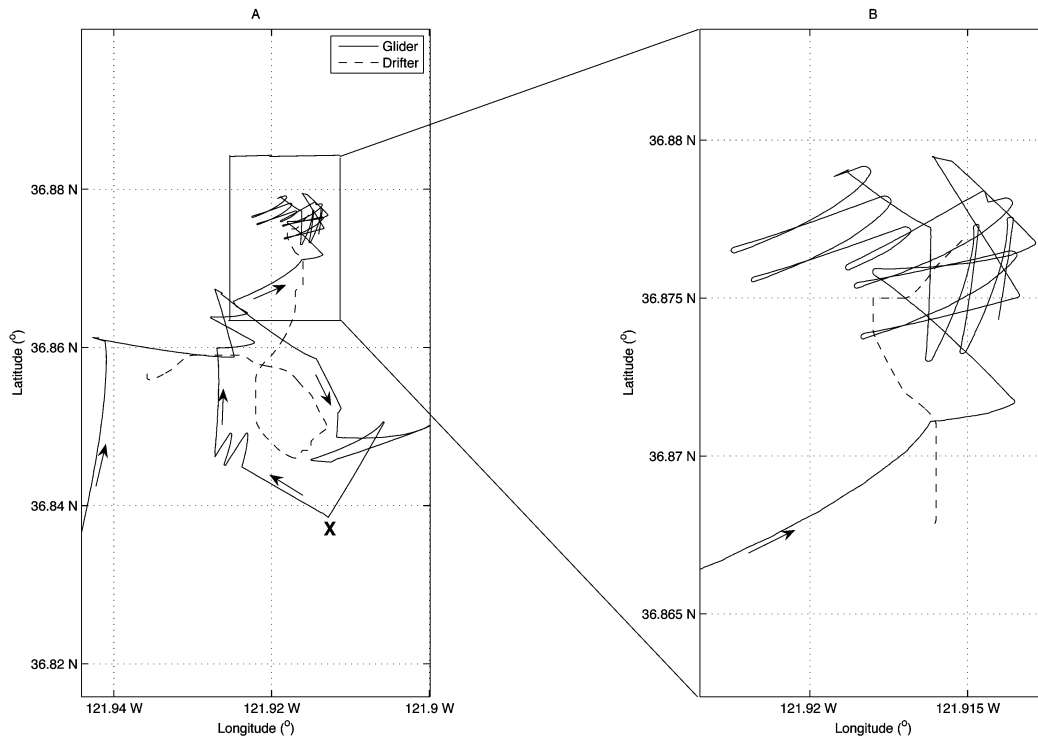 A
B
Glider
Drifter
36.88 N
36.86 N
36.84 N
36.82 N
Latitude (o)
121.94 W
121.92 W
121.9 W
Longitude (o)
X
36.88 N
36.875 N
36.87 N
36.865 N
Latitude (o)
121.92 W
121.915 W
Longitude (o)